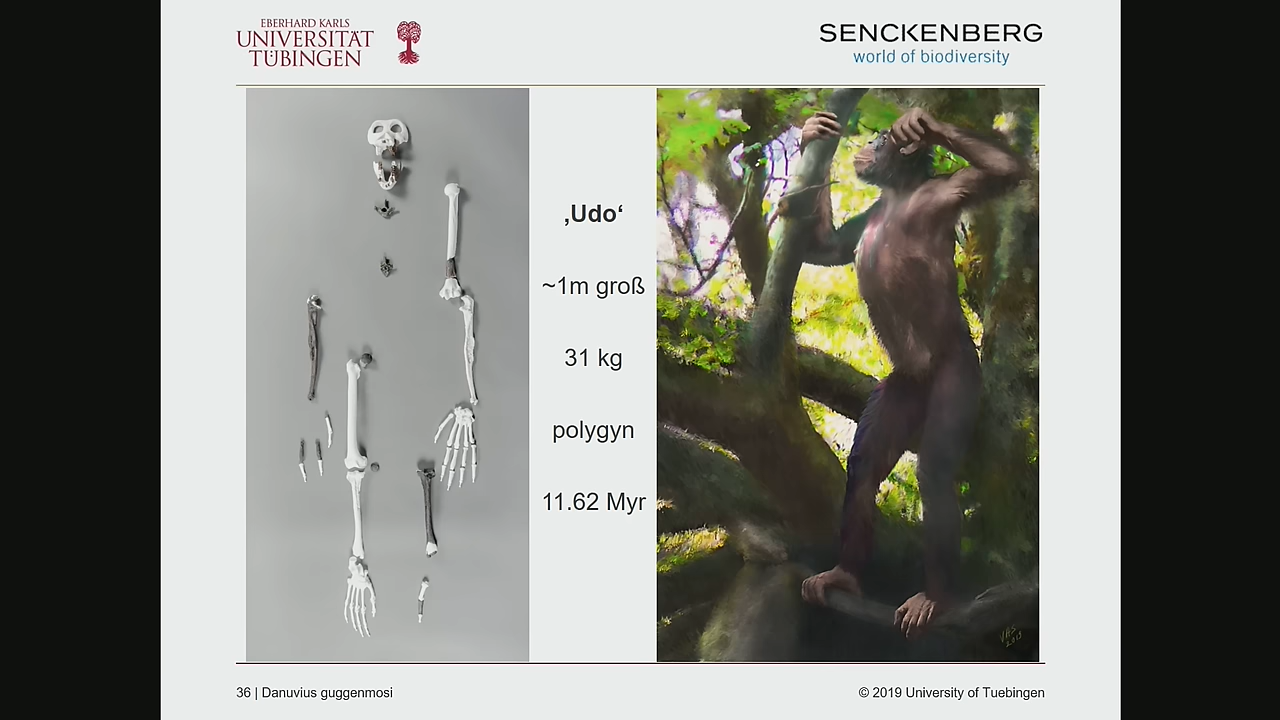 EBERHARD KARLS
UNIVERSITÄT
TÜBINGEN
SENCKENBERG
world of biodiversity
‚Udo‘
~1m groß
31 kg
polygyn
11.62 Myr
36 | Danuvius guggenmosi
© 2019 University of Tuebingen